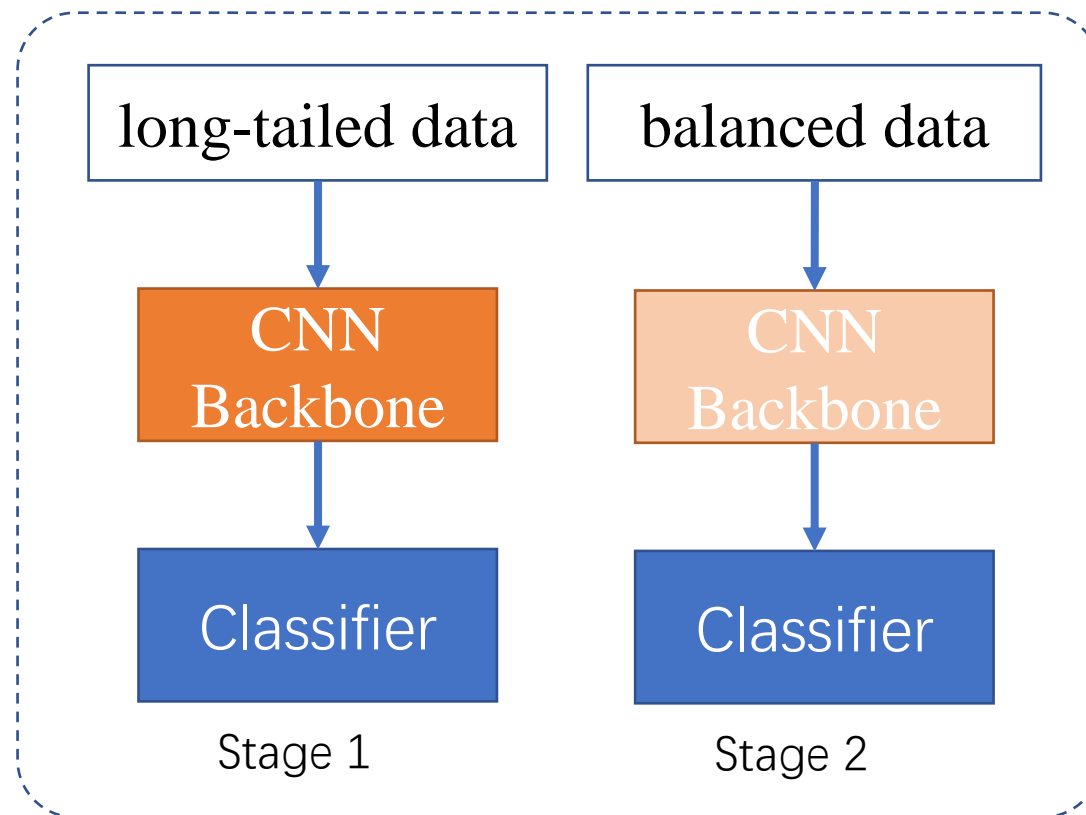 long-tailed data
balanced data
CNN
Backbone
CNN
Backbone
Classifier
Classifier
Stage 1
Stage 2